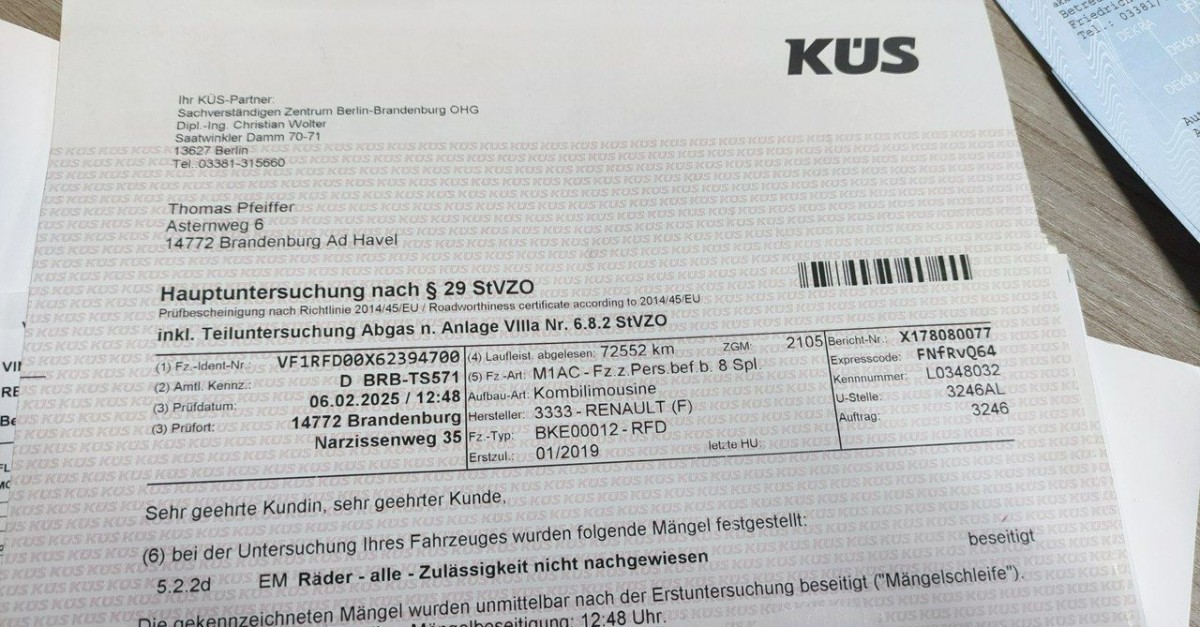 KÜS
Ihr KÜS-Partner:
Sachverständigen Zentrum Berlin-Brandenburg OHG
Dipl.-Ing. Christian Wolter
Saatwinkler Damm 70-71
13627 Berlin
Tel. 03381-315660
Thomas Pfeiffer
Asternweg 6
14772 Brandenburg Ad Havel
Hauptuntersuchung nach § 29 StVZO
Prüfbescheinigung nach Richtlinie 2014/45/EU / Roadworthiness certificate according to 2014/45/EU
inkl. Teiluntersuchung Abgas n. Anlage VIIIa Nr. 6.8.2 StVZO
(1) Fz.-Ident-Nr.: VF1RFD00X62394700
(2) Amtl. Kennz.: D BRB-TS571
(3) Prüfdatum: 06.02.2025 / 12:48
(3) Prüfort: 14772 Brandenburg
Narzissenweg 35
(4) Laufleist. abgelesen: 72552 km ZGM: 2105
(5) Fz.-Art: M1AC - Fz.z.Pers.bef.b. 8 Spl.
Aufbau-Art: Kombilimousine
Hersteller: 3333 - RENAULT (F)
Fz.-Typ: BKE00012 - RFD
Erstzul.: 01/2019 letzte HU:
Bericht-Nr.: X178080077
Expresscode: FNfRvQ64
Kennnummer: L0348032
U-Stelle: 3246AL
Auftrag: 3246
Sehr geehrte Kundin, sehr geehrter Kunde,
(6) bei der Untersuchung Ihres Fahrzeuges wurden folgende Mängel festgestellt:
5.2.2d EM Räder - alle - Zulässigkeit nicht nachgewiesen beseitigt
Die gekennzeichneten Mängel wurden unmittelbar nach der Erstuntersuchung beseitigt ("Mängelschleife").
Mängelbeseitigung: 12:48 Uhr.
Tel.: 03381/
DEKRA